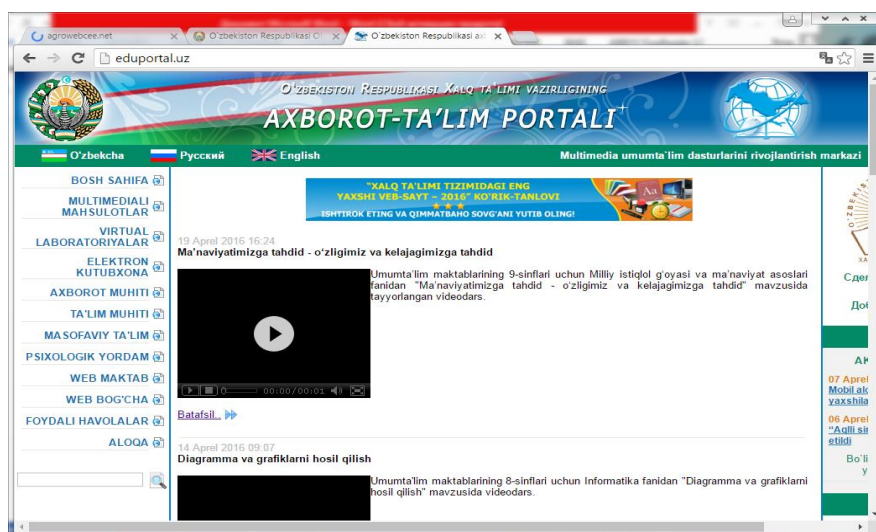 agrowebcee.net
O'zbekiston Respublikasi Ol
O'zbekiston Respublikasi ax
eduportal.uz
O'ZBEKISTON RESPUBLIKASI XALQ TA'LIMI VAZIRLIGINING
AXBOROT-TA'LIM PORTALI
O'zbekcha
Русский
English
Multimedia umumta'lim dasturlarini rivojlantirish markazi
BOSH SAHIFA
MULTIMEDIALI
MAHSULOTLAR
VIRTUAL
LABORATORIYALAR
ELEKTRON
KUTUBXONA
AXBOROT MUHITI
TA'LIM MUHITI
MASOFAVIY TA'LIM
PSIXOLOGIK YORDAM
WEB MAKTAB
WEB BOG'CHA
FOYDALI HAVOLALAR
ALOQA
"XALQ TA'LIMI TIZIMIDAGI ENG
YAXSHI VEB-SAYT - 2016" KO'RIK-TANLOVI
ISHTIROK ETING VA QIMMATBAHO SOVG'ANI YUTIB OLING!
19 Aprel 2016 16:24
Ma'naviyatimizga tahdid - o'zligimiz va kelajagimizga tahdid
Umumta'lim maktablarining 9-sinflari uchun Milliy istiqlol g'oyasi va ma'naviyat asoslari
fanidan "Ma'naviyatimizga tahdid - o'zligimiz va kelajagimizga tahdid" mavzusida
tayyorlangan videodars.
00:00/00:01
Batafsil..
14 Aprel 2016 09:07
Diagramma va grafiklarni hosil qilish
Umumta'lim maktablarining 8-sinflari uchun Informatika fanidan "Diagramma va grafiklarni
hosil qilish" mavzusida videodars.
Сдел
Доб
07 Aprel
Mobil alo
yaxshila
06 Aprel
"Aqlli sin
etildi
Bo'li
y